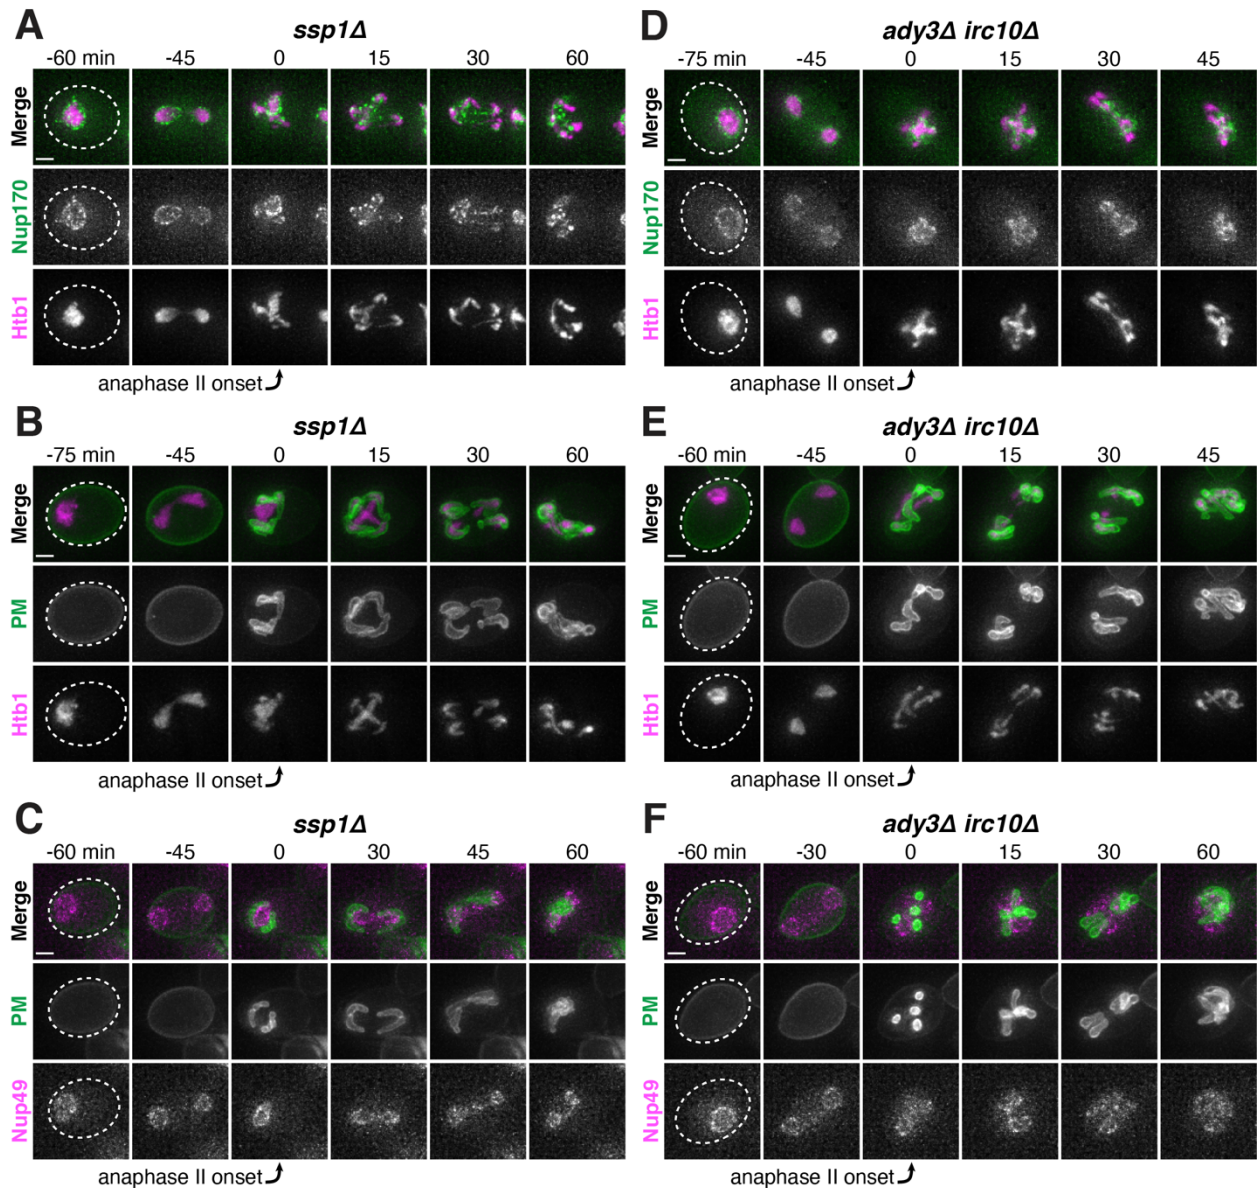 A
ssp1Δ
-60 min -45 0 15 30 60
Merge
Nup170
Htb1
anaphase II onset
B
ssp1Δ
-75 min -45 0 15 30 60
Merge
PM
Htb1
anaphase II onset
C
ssp1Δ
-60 min -45 0 30 45 60
Merge
PM
Nup49
anaphase II onset
D
ady3Δ irc10Δ
-75 min -45 0 15 30 45
Merge
Nup170
Htb1
anaphase II onset
E
ady3Δ irc10Δ
-60 min -45 0 15 30 45
Merge
PM
Htb1
anaphase II onset
F
ady3Δ irc10Δ
-60 min -30 0 15 30 60
Merge
PM
Nup49
anaphase II onset